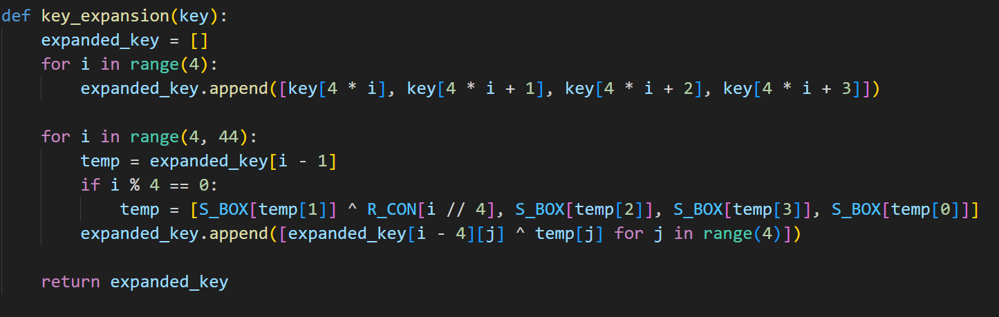 def key_expansion(key):
    expanded_key = []
    for i in range(4):
        expanded_key.append([key[4 * i], key[4 * i + 1], key[4 * i + 2], key[4 * i + 3]])
    for i in range(4, 44):
        temp = expanded_key[i - 1]
        if i % 4 == 0:
            temp = [S_BOX[temp[1]] ^ R_CON[i // 4], S_BOX[temp[2]], S_BOX[temp[3]], S_BOX[temp[0]]]
        expanded_key.append([expanded_key[i - 4][j] ^ temp[j] for j in range(4)])
    return expanded_key